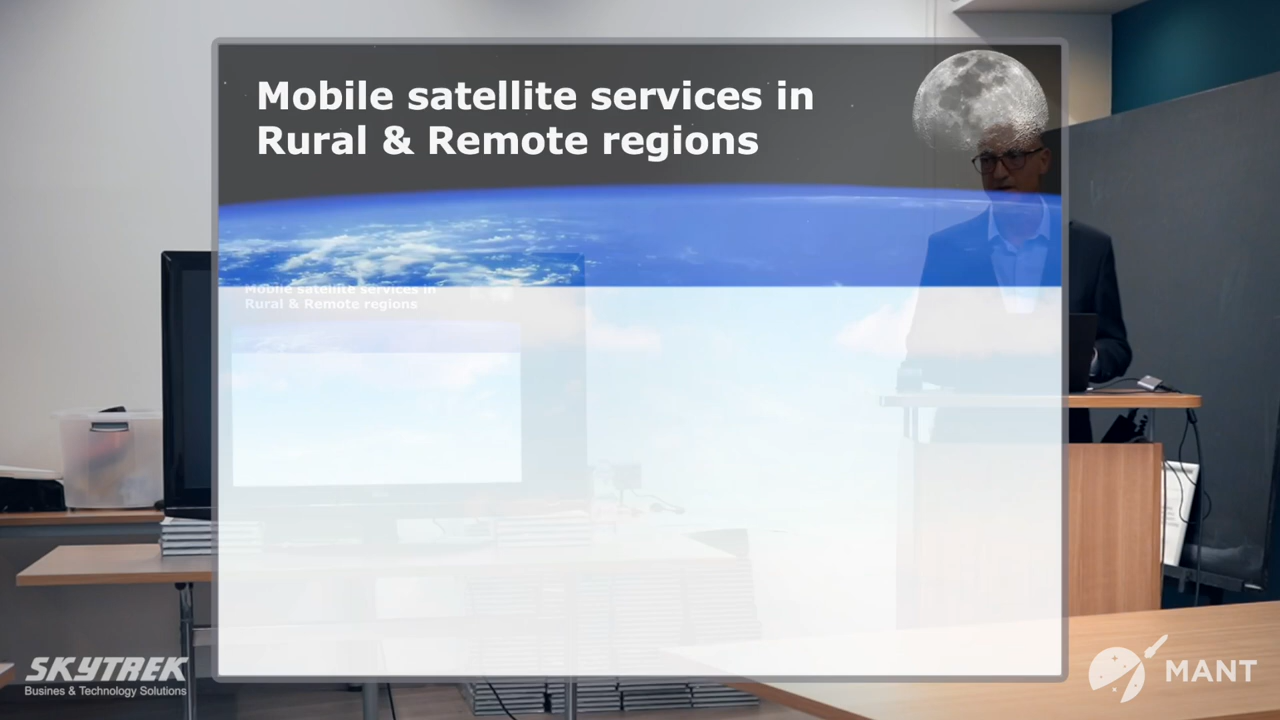 Mobile satellite services in
Rural & Remote regions
Mobile satellite services in
Rural & Remote regions
SKYTREK
Busines & Technology Solutions
MANT